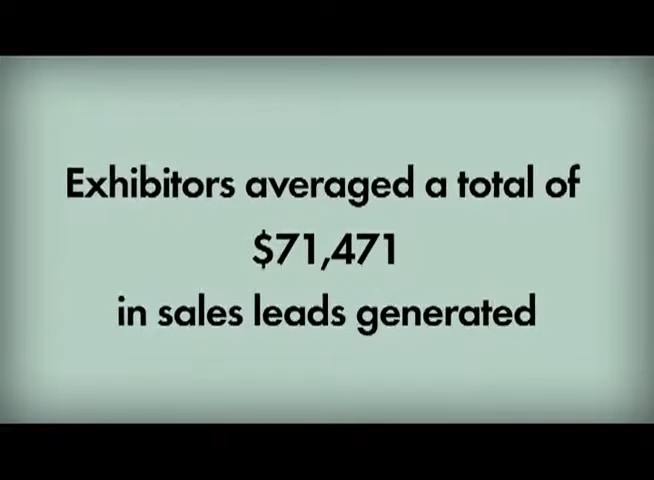 Exhibitors averaged a total of
$71,471
in sales leads generated